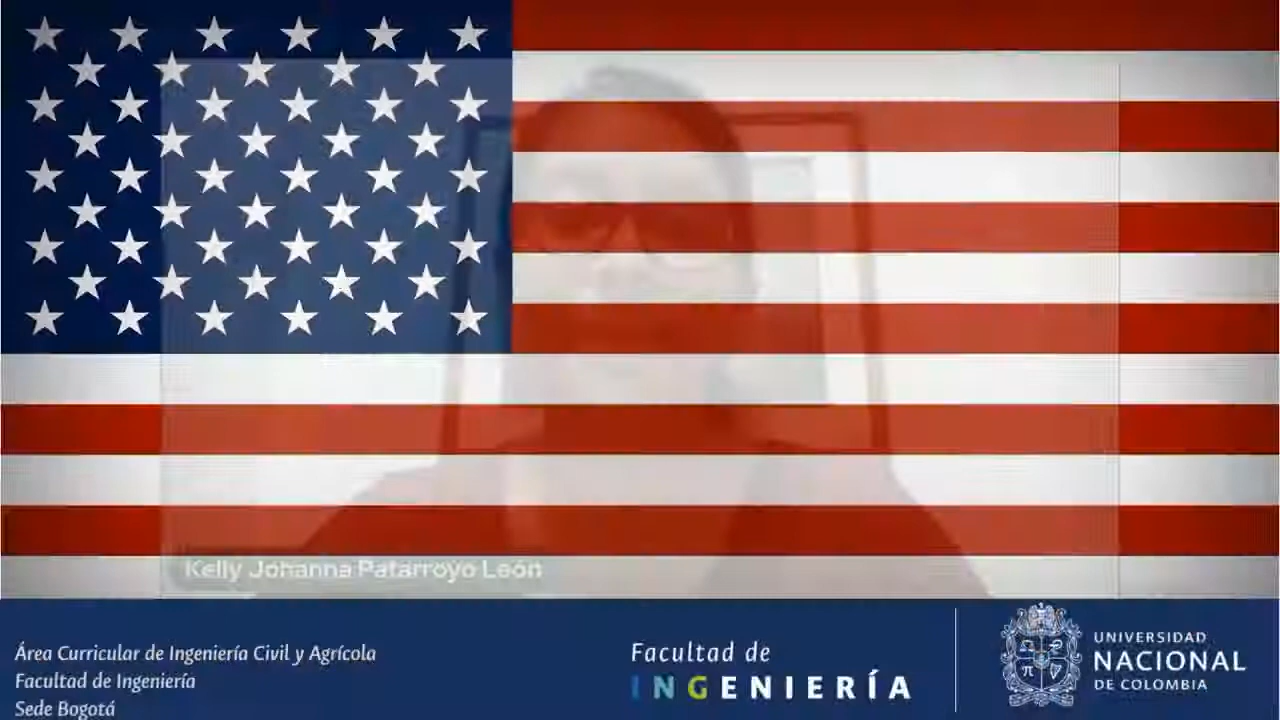 Kelly Johanna Patarroyo León
Área Curricular de Ingeniería Civil y Agrícola
Facultad de Ingeniería
Sede Bogotá
Facultad de
INGENIERÍA
UNIVERSIDAD
NACIONAL
DE COLOMBIA